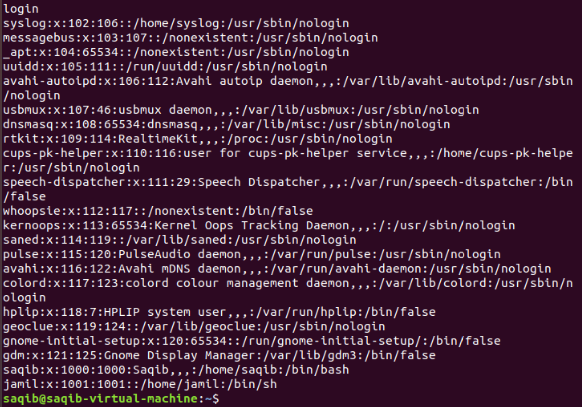 login
syslog:x:102:106::/home/syslog:/usr/sbin/nologin
messagebus:x:103:107::/nonexistent:/usr/sbin/nologin
_apt:x:104:65534::/nonexistent:/usr/sbin/nologin
uuidd:x:105:111::/run/uuidd:/usr/sbin/nologin
avahi-autoipd:x:106:112:Avahi autoip daemon,,,:/var/lib/avahi-autoipd:/usr/sbin
/nologin
usbmux:x:107:46:usbmux daemon,,,:/var/lib/usbmux:/usr/sbin/nologin
dnsmasq:x:108:65534:dnsmasq,,,:/var/lib/misc:/usr/sbin/nologin
rtkit:x:109:114:RealtimeKit,,,:/proc:/usr/sbin/nologin
cups-pk-helper:x:110:116:user for cups-pk-helper service,,,:/home/cups-pk-helpe
r:/usr/sbin/nologin
speech-dispatcher:x:111:29:Speech Dispatcher,,,:/var/run/speech-dispatcher:/bin
/false
whoopsie:x:112:117::/nonexistent:/bin/false
kernoops:x:113:65534:Kernel Oops Tracking Daemon,,,:/:/usr/sbin/nologin
saned:x:114:119::/var/lib/saned:/usr/sbin/nologin
pulse:x:115:120:PulseAudio daemon,,,:/var/run/pulse:/usr/sbin/nologin
avahi:x:116:122:Avahi mDNS daemon,,,:/var/run/avahi-daemon:/usr/sbin/nologin
colord:x:117:123:colord colour management daemon,,,:/var/lib/colord:/usr/sbin/n
ologin
hplip:x:118:7:HPLIP system user,,,:/var/run/hplip:/bin/false
geoclue:x:119:124::/var/lib/geoclue:/usr/sbin/nologin
gnome-initial-setup:x:120:65534::/run/gnome-initial-setup/:/bin/false
gdm:x:121:125:Gnome Display Manager:/var/lib/gdm3:/bin/false
saqib:x:1000:1000:Saqib,,,:/home/saqib:/bin/bash
jamil:x:1001:1001::/home/jamil:/bin/sh
saqib@saqib-virtual-machine:~$